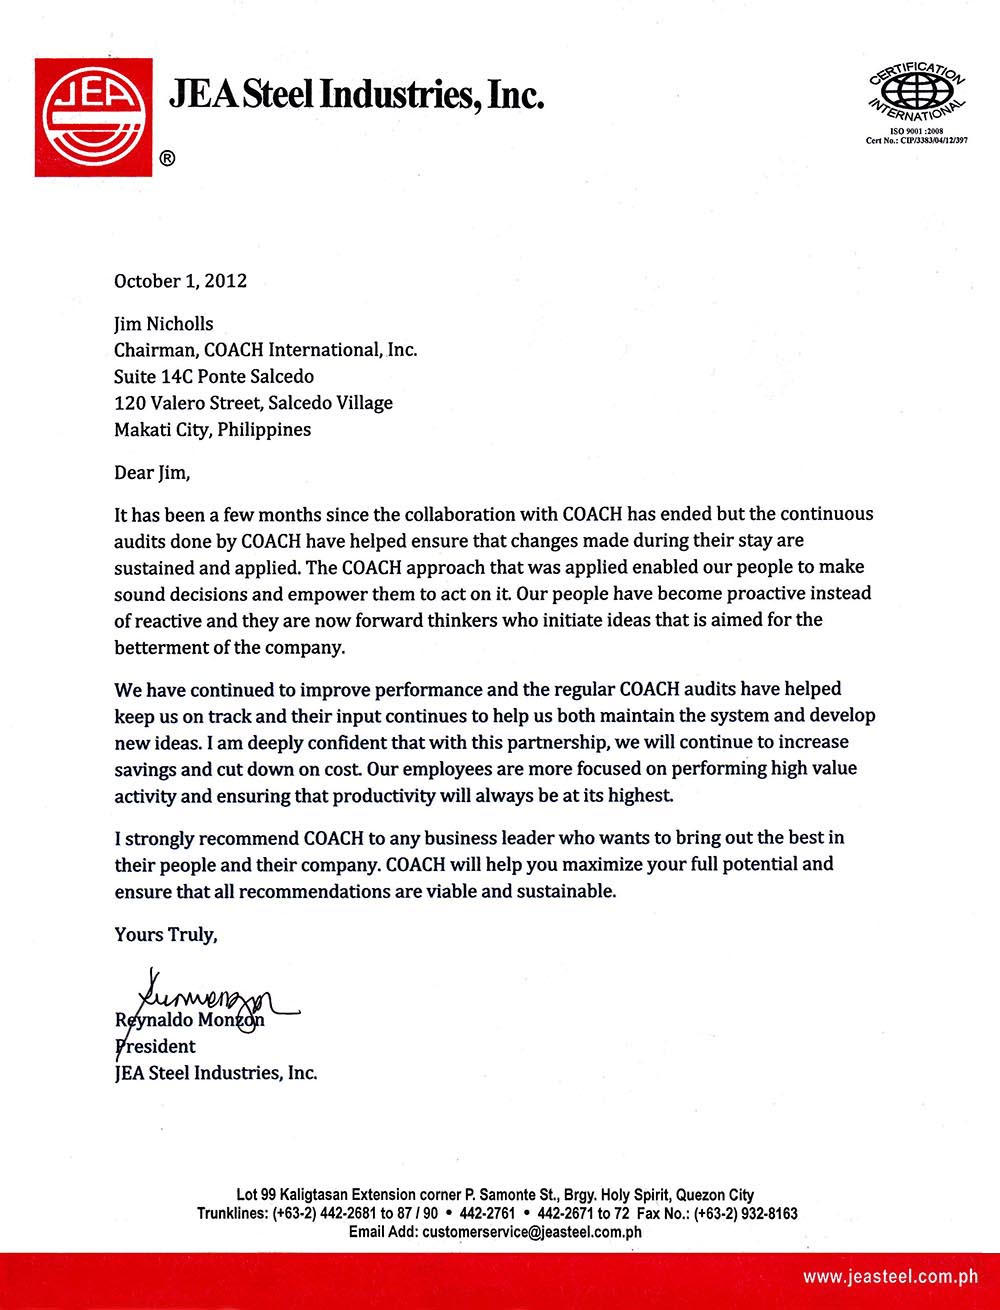 JEA
®
JEA Steel Industries, Inc.
CERTIFICATION
INTERNATIONAL
ISO 9001 :2008
Cert No.: CIP/3383/04/12/397
October 1, 2012
Jim Nicholls
Chairman, COACH International, Inc.
Suite 14C Ponte Salcedo
120 Valero Street, Salcedo Village
Makati City, Philippines
Dear Jim,
It has been a few months since the collaboration with COACH has ended but the continuous
audits done by COACH have helped ensure that changes made during their stay are
sustained and applied. The COACH approach that was applied enabled our people to make
sound decisions and empower them to act on it. Our people have become proactive instead
of reactive and they are now forward thinkers who initiate ideas that is aimed for the
betterment of the company.
We have continued to improve performance and the regular COACH audits have helped
keep us on track and their input continues to help us both maintain the system and develop
new ideas. I am deeply confident that with this partnership, we will continue to increase
savings and cut down on cost. Our employees are more focused on performing high value
activity and ensuring that productivity will always be at its highest.
I strongly recommend COACH to any business leader who wants to bring out the best in
their people and their company. COACH will help you maximize your full potential and
ensure that all recommendations are viable and sustainable.
Yours Truly,
Reynaldo Monzon
President
JEA Steel Industries, Inc.
Lot 99 Kaligtasan Extension corner P. Samonte St., Brgy. Holy Spirit, Quezon City
Trunklines: (+63-2) 442-2681 to 87 / 90 • 442-2761 • 442-2671 to 72 Fax No.: (+63-2) 932-8163
Email Add: customerservice@jeasteel.com.ph
www.jeasteel.com.ph